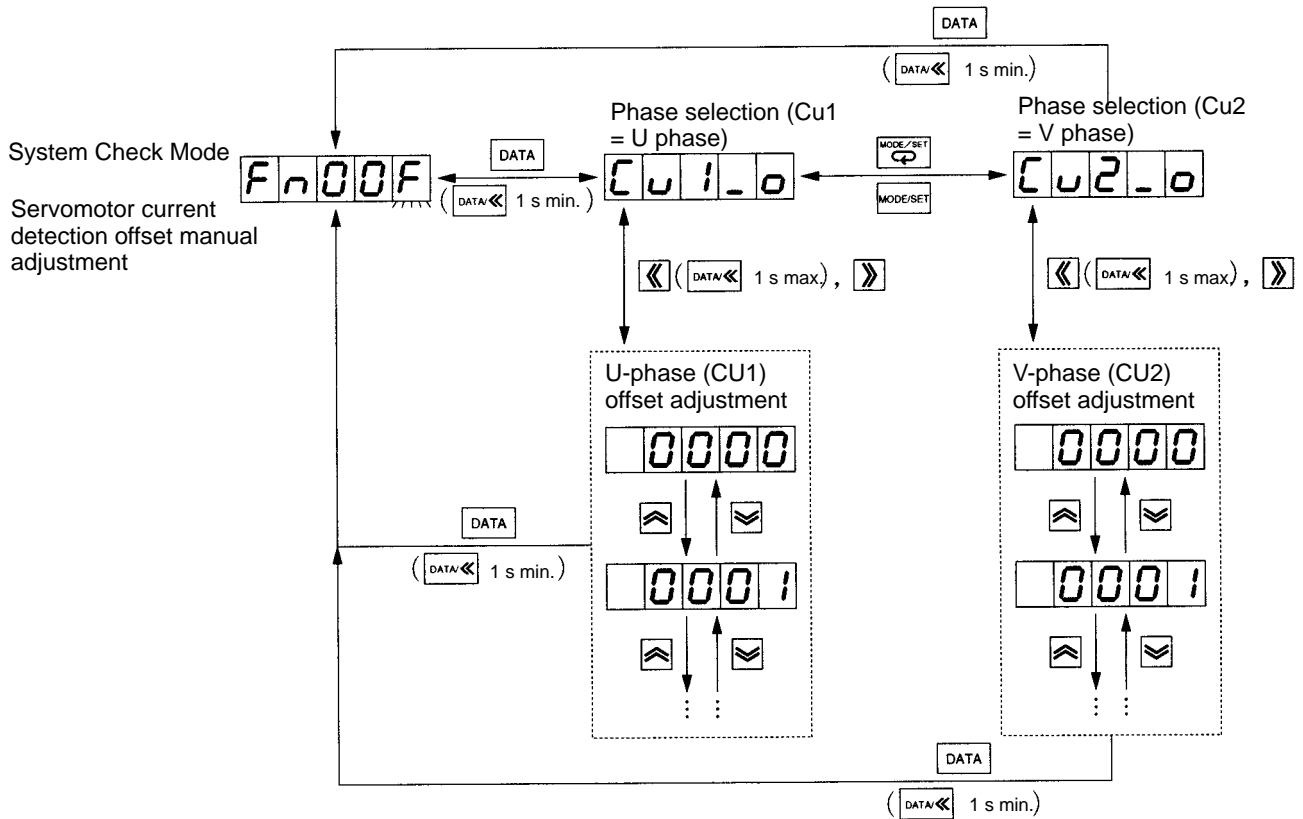 DATA
(DATA/≪ 1 s min.)
Phase selection (Cu1
= U phase)
Phase selection (Cu2
= V phase)
System Check Mode
Fn00F
DATA
(DATA/≪ 1 s min.)
Cu1_o
MODE/SET
MODE/SET
Cu2_o
Servomotor current
detection offset manual
adjustment
≪ (DATA/≪ 1 s max.), ≫
≪ (DATA/≪ 1 s max.), ≫
U-phase (CU1)
offset adjustment
0000
0001
⋮ ⋮
V-phase (CU2)
offset adjustment
0000
0001
⋮ ⋮
DATA
(DATA/≪ 1 s min.)
DATA
(DATA/≪ 1 s min.)